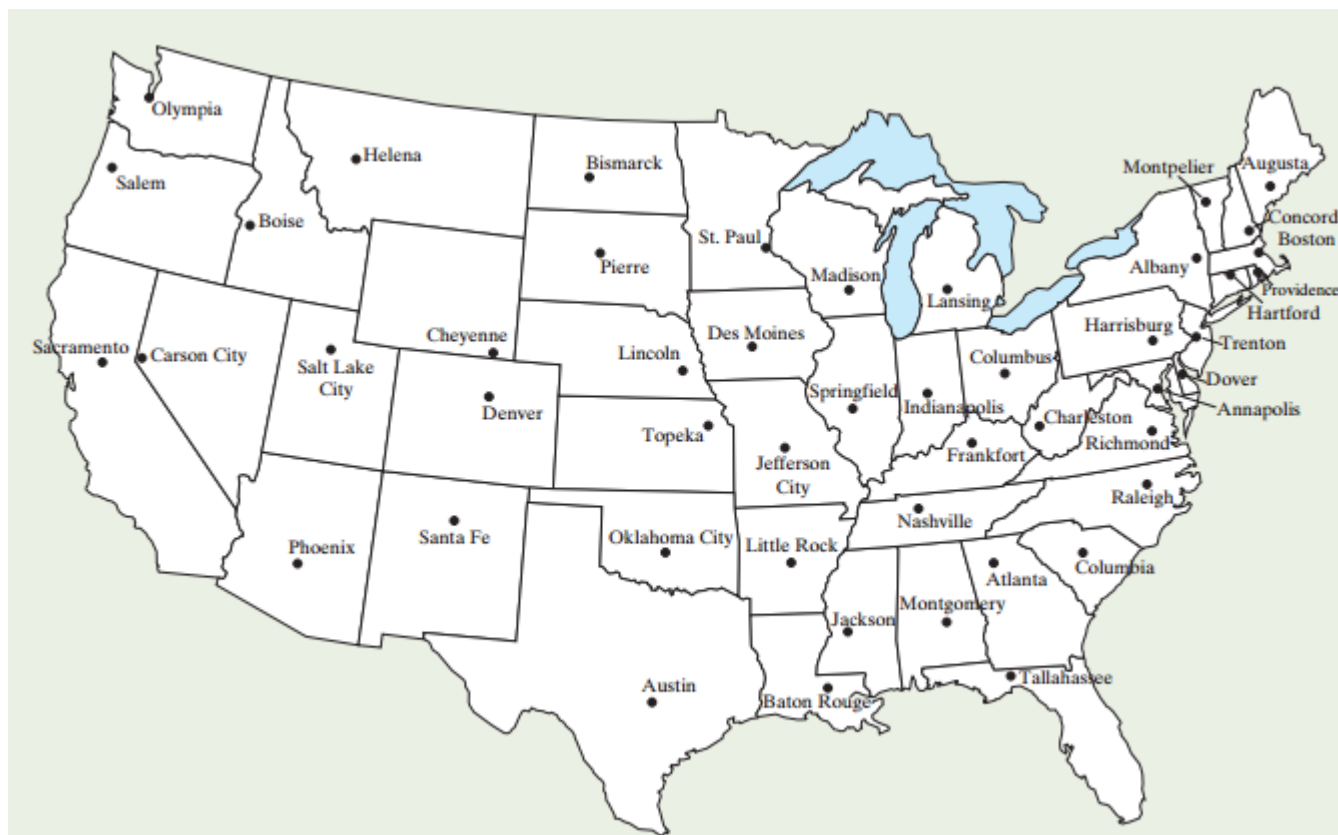 Olympia
Helena
Bismarck
Montpelier
Augusta
Salem
Boise
St. Paul
Concord
Boston
Pierre
Madison
Albany
Lansing
Providence
Hartford
Cheyenne
Des Moines
Harrisburg
Sacramento
Carson City
Salt Lake
City
Lincoln
Columbus
Trenton
Denver
Springfield
Indianapolis
Dover
Annapolis
Topeka
Charleston
Richmond
Jefferson
City
Frankfort
Raleigh
Santa Fe
Oklahoma City
Nashville
Phoenix
Little Rock
Atlanta
Columbia
Montgomery
Jackson
Tallahassee
Austin
Baton Rouge